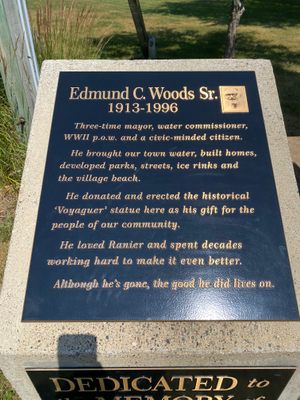 Edmund C. Woods Sr.
1913-1996
Three-time mayor, water commissioner,
WWII p.o.w. and a civic-minded citizen.
He brought our town water, built homes,
developed parks, streets, ice rinks and
the village beach.
He donated and erected the historical
'Voyaguer' statue here as his gift for the
people of our community.
He loved Ranier and spent decades
working hard to make it even better.
Although he's gone, the good he did lives on.
DEDICATED to
the MEMORY of